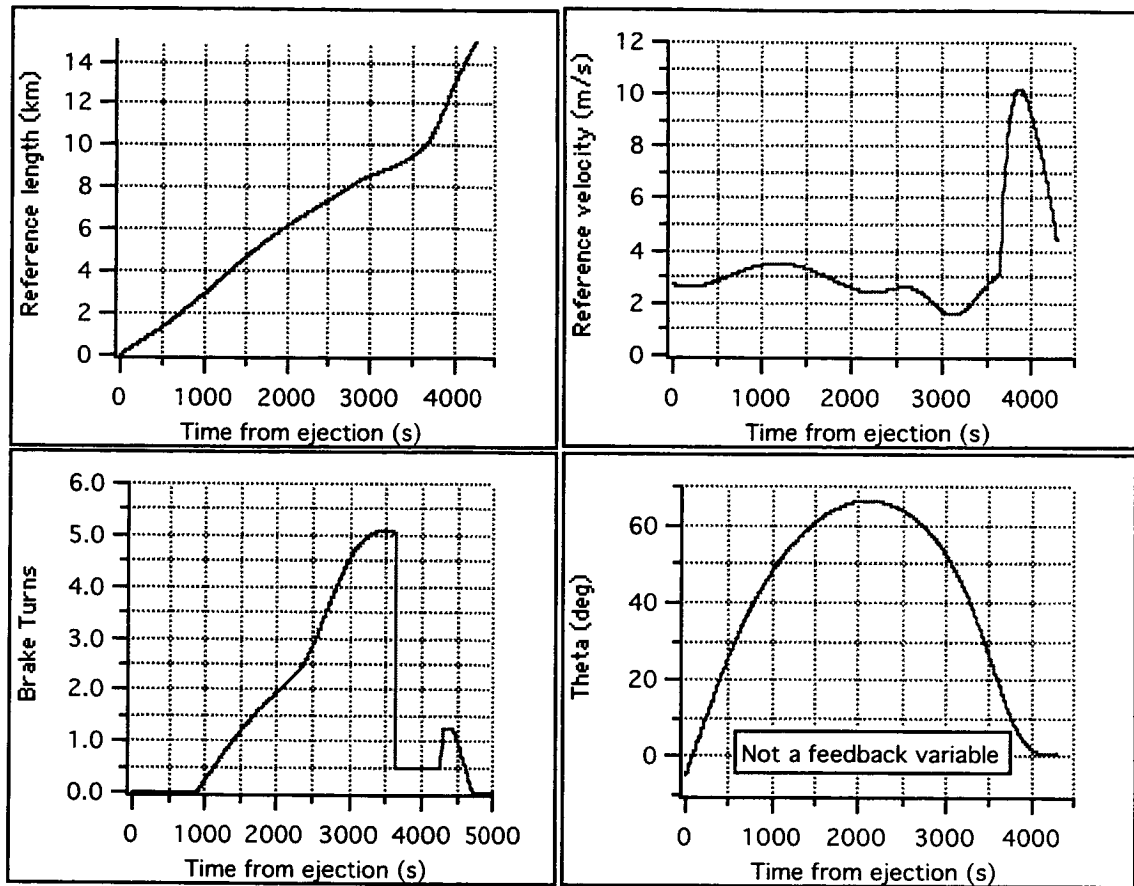 Reference length (km)
14
12
10
8
6
4
2
0
0 1000 2000 3000 4000
Time from ejection (s)
Reference velocity (m/s)
12
10
8
6
4
2
0
0 1000 2000 3000 4000
Time from ejection (s)
Brake Turns
6.0
5.0
4.0
3.0
2.0
1.0
0.0
0 1000 2000 3000 4000 5000
Time from ejection (s)
Theta (deg)
60
40
20
0
Not a feedback variable
0 1000 2000 3000 4000
Time from ejection (s)